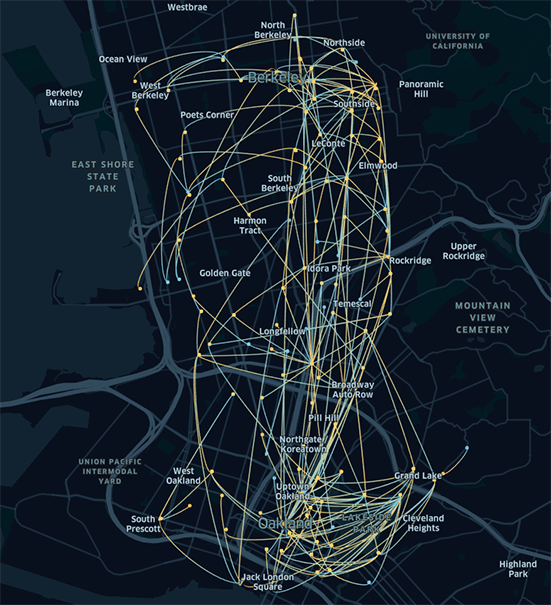 Westbrae
North
Berkeley
Northside
UNIVERSITY OF
CALIFORNIA
Ocean View
Berkeley
West
Berkeley
Panoramic
Hill
Berkeley
Marina
Southside
Poets Corner
LeConte
Elmwood
EAST SHORE
STATE
PARK
South
Berkeley
Harmon
Tract
Upper
Rockridge
Rockridge
Idora Park
Golden Gate
Temescal
MOUNTAIN
VIEW
CEMETERY
Longfellow
Broadway
Auto Row
Pill Hill
Northgate
Koreatown
UNION PACIFIC
INTERMODAL
YARD
West
Oakland
Grand Lake
Uptown
Oakland
South
Prescott
Oakland
LAKESIDE
PARK
Cleveland
Heights
Highland
Park
Jack London
Square